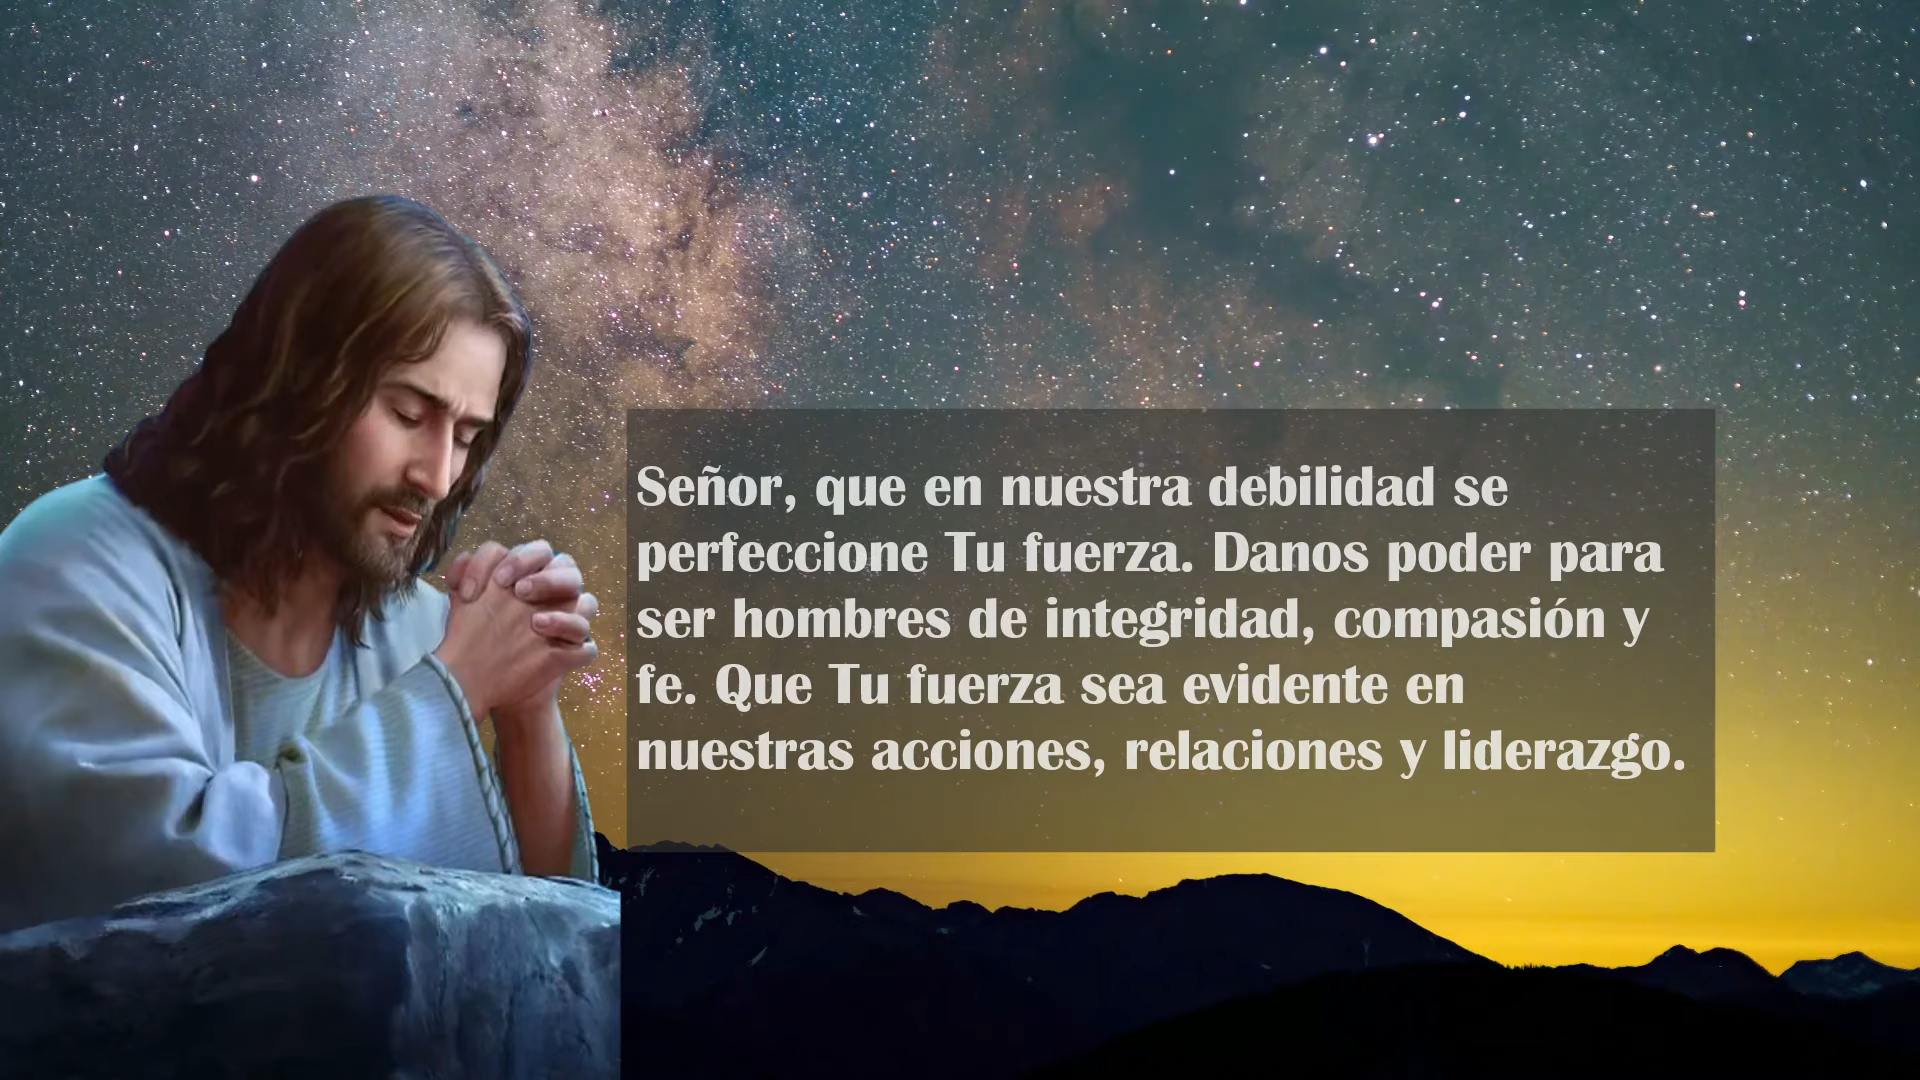 Señor, que en nuestra debilidad se
perfeccione Tu fuerza. Danos poder para
ser hombres de integridad, compasión y
fe. Que Tu fuerza sea evidente en
nuestras acciones, relaciones y liderazgo.